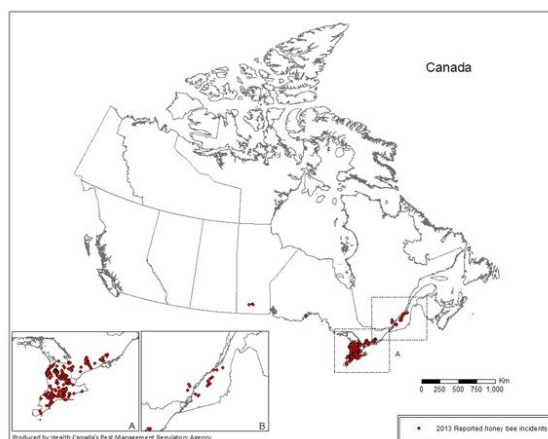 Canada
A
Km
0 250 500 750 1,000
A
B
2013 Reported honey bee incidents
Produced by Health Canada's Pest Management Regulatory Agency